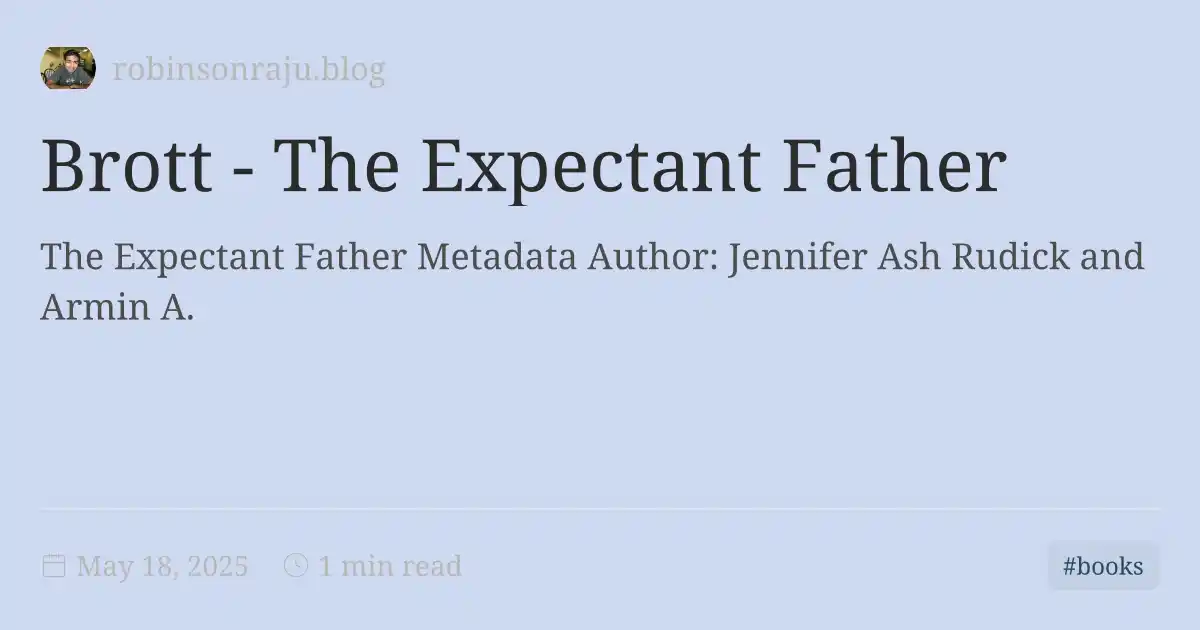 robinsonraju.blog
Brott - The Expectant Father
The Expectant Father Metadata Author: Jennifer Ash Rudick and
Armin A.
May 18, 2025
1 min read
#books